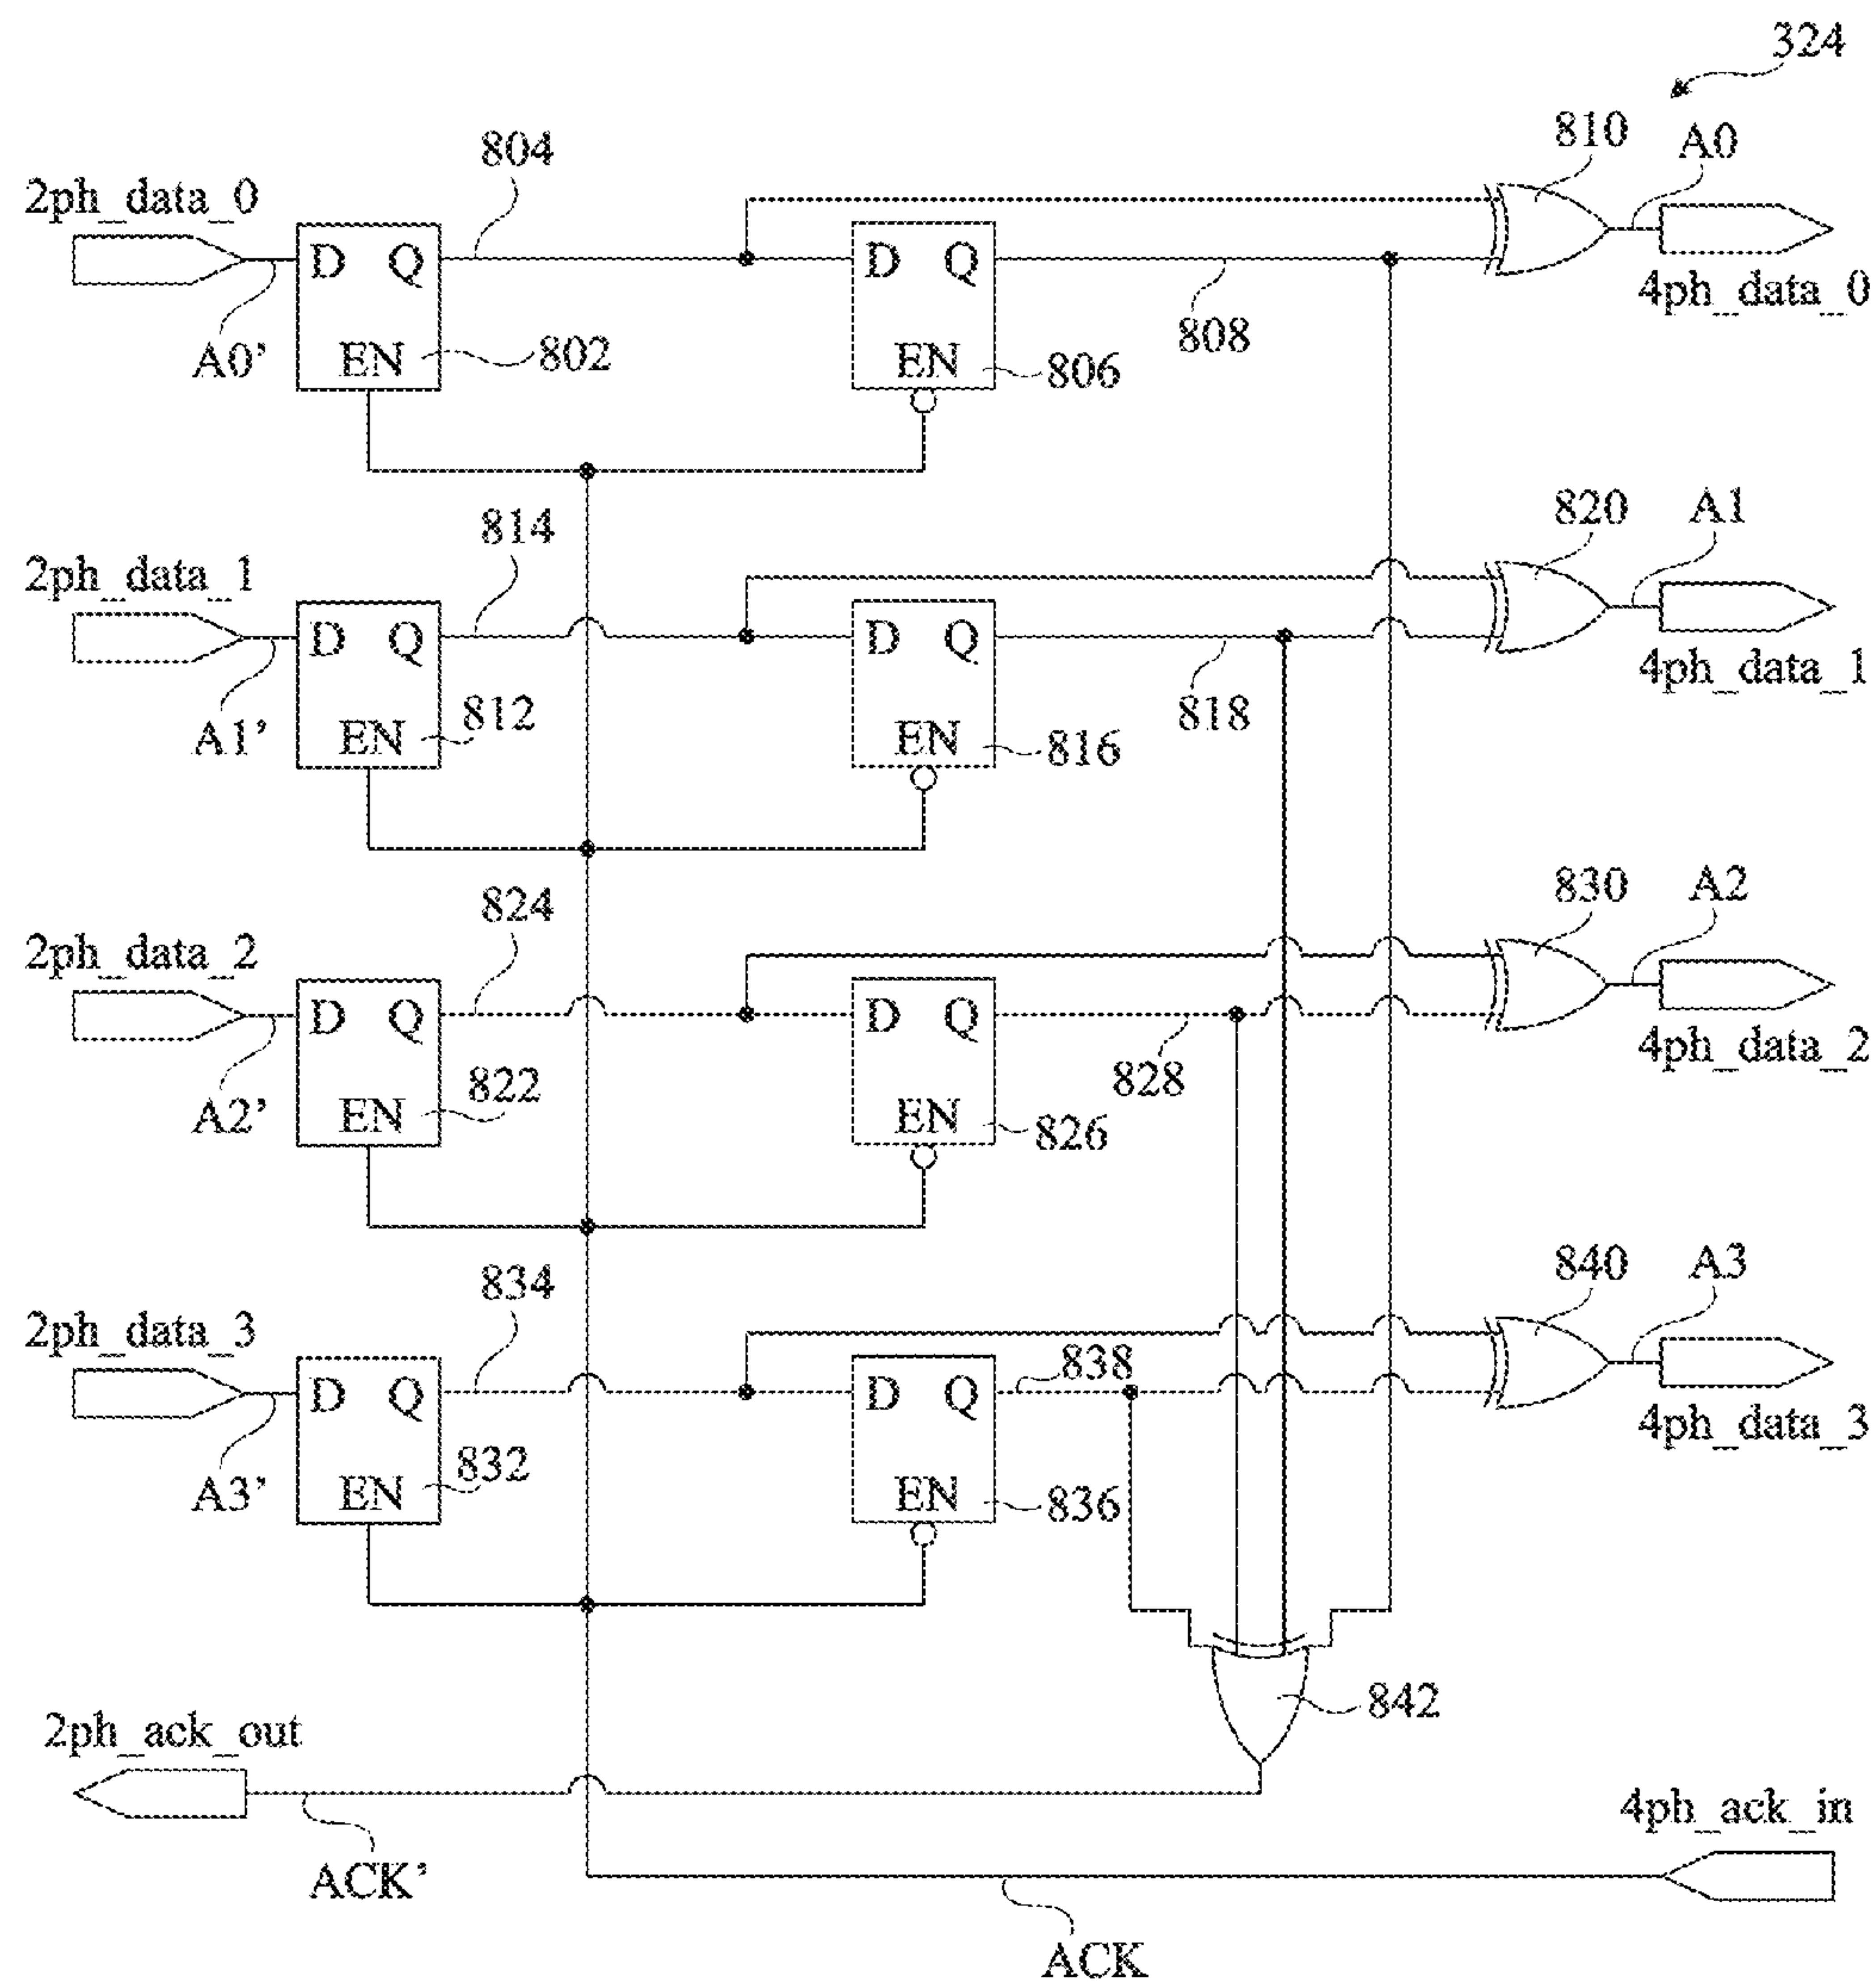 324
804
810
A0
2ph_data_0
D Q
D Q
4ph_data_0
A0’
EN
802
EN
806
808
814
820
A1
2ph_data_1
D Q
D Q
4ph_data_1
A1’
EN
812
EN
816
818
824
830
A2
2ph_data_2
D Q
D Q
4ph_data_2
A2’
EN
822
EN
826
828
834
840
A3
2ph_data_3
838
D Q
D Q
4ph_data_3
A3’
EN
832
EN
836
842
2ph_ack_out
4ph_ack_in
ACK’
ACK